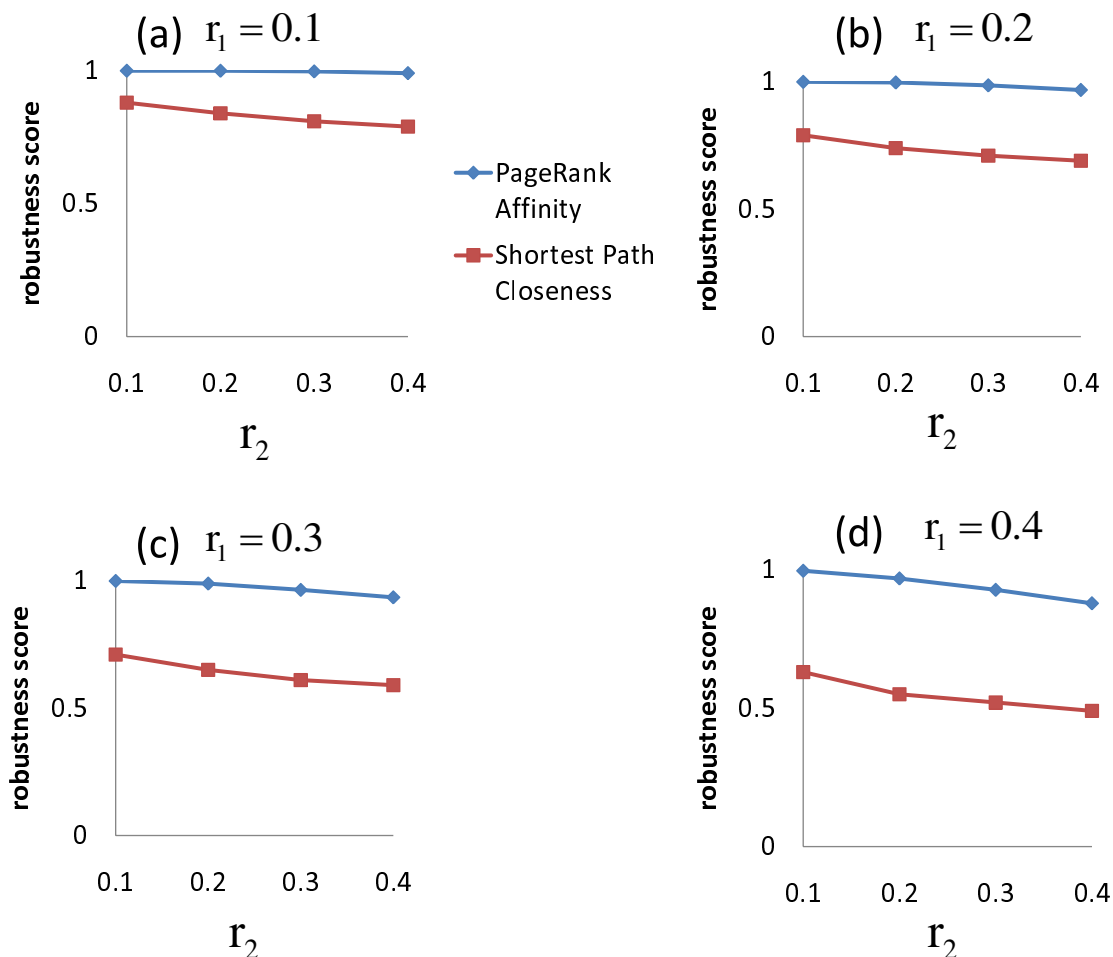 (a) r₁ = 0.1
robustness score
1
0.5
0
0.1 0.2 0.3 0.4
r₂
PageRank
Affinity
Shortest Path
Closeness
(b) r₁ = 0.2
robustness score
1
0.5
0
0.1 0.2 0.3 0.4
r₂
(c) r₁ = 0.3
robustness score
1
0.5
0
0.1 0.2 0.3 0.4
r₂
(d) r₁ = 0.4
robustness score
1
0.5
0
0.1 0.2 0.3 0.4
r₂